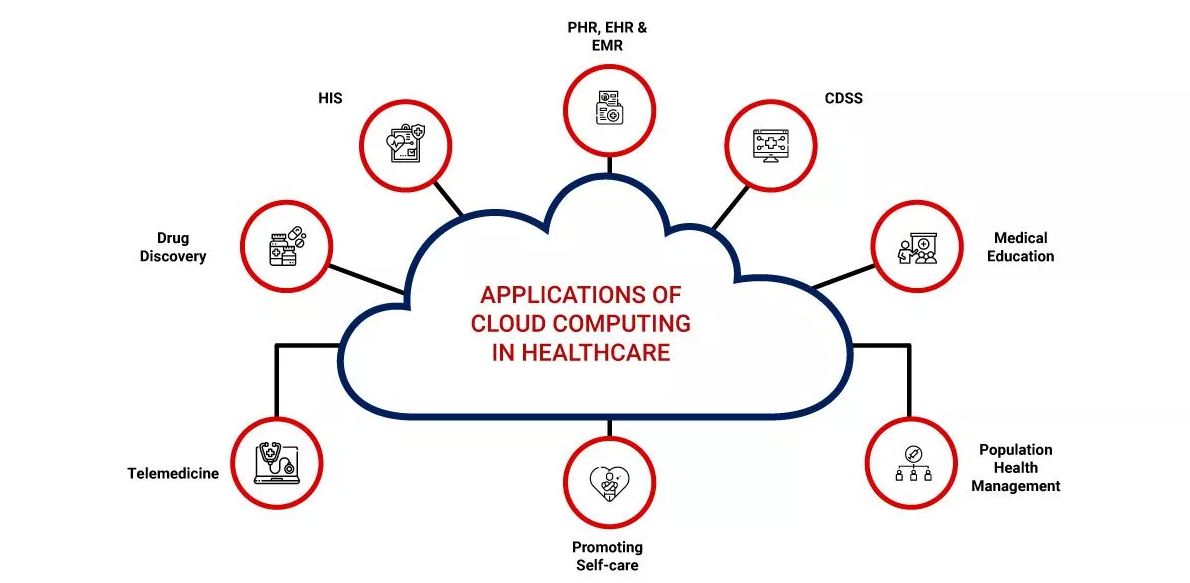 PHR, EHR &
EMR
HIS
CDSS
Drug
Discovery
Medical
Education
APPLICATIONS OF
CLOUD COMPUTING
IN HEALTHCARE
Telemedicine
Population
Health
Management
Promoting
Self-care